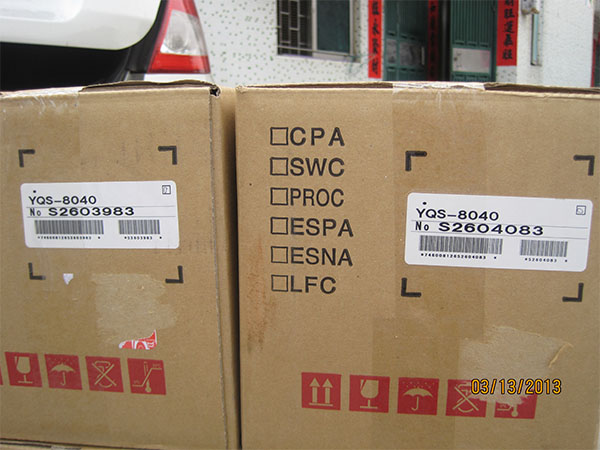 YQS-8040
No S2603983
CPA
SWC
PROC
ESPA
ESNA
LFC
YQS-8040
No S2604083
03/13/2013